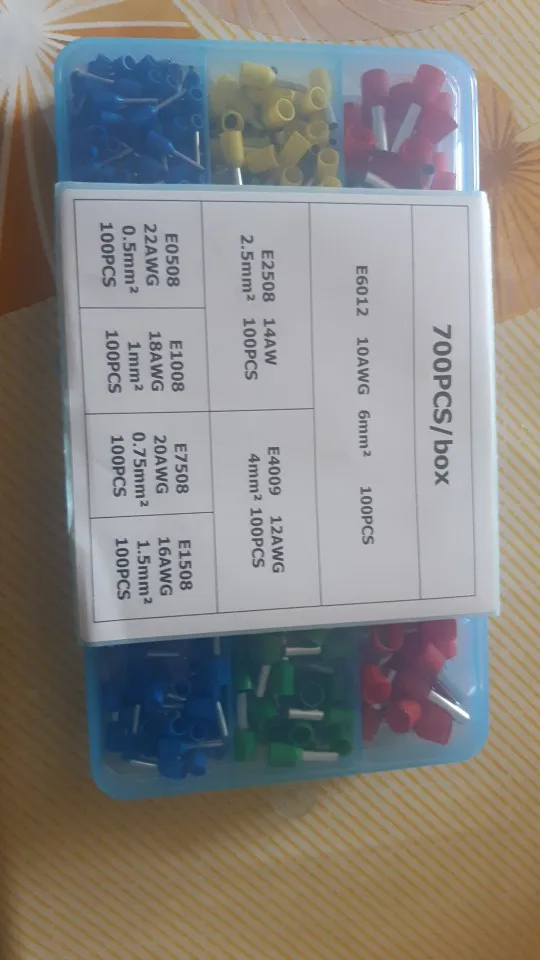 700PCS/box
E6012 10AWG 6mm² 100PCS
E2508 14AW
2.5mm² 100PCS
E4009 12AWG
4mm² 100PCS
E0508
22AWG
0.5mm²
100PCS
E1008
18AWG
1mm²
100PCS
E7508
20AWG
0.75mm²
100PCS
E1508
16AWG
1.5mm²
100PCS